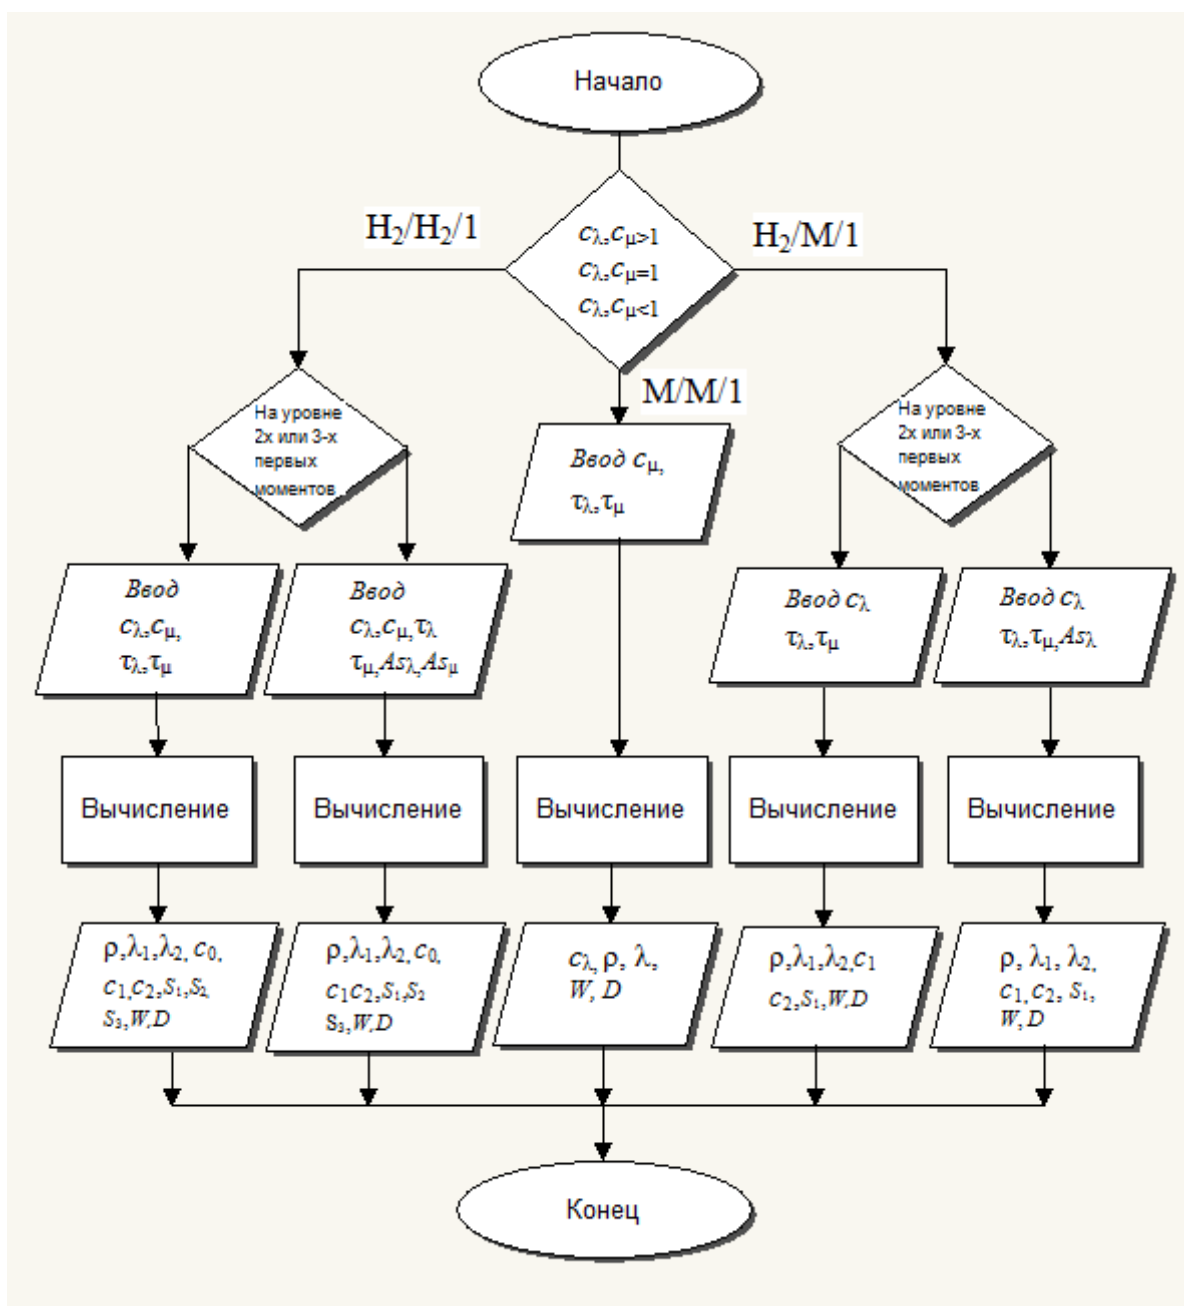 Начало
H₂/H₂/1
cλ,cμ>1
cλ,cμ=1
cλ,cμ<1
H₂/M/1
M/M/1
На уровне
2х или 3-х
первых
моментов
Ввод cμ,
τλ,τμ
На уровне
2х или 3-х
первых
моментов
Ввод
cλ,cμ,
τλ,τμ
Ввод
cλ,cμ,τλ
τμ,Asλ,Asμ
Ввод cλ
τλ,τμ
Ввод cλ
τλ,τμ,Asλ
Вычисление
Вычисление
Вычисление
Вычисление
Вычисление
ρ,λ₁,λ₂,c₀,
c₁,c₂,s₁,s₂,
s₃,W,D
ρ,λ₁,λ₂,c₀,
c₁c₂,s₁,s₂
s₃,W,D
cλ,ρ, λ,
W, D
ρ,λ₁,λ₂,c₁
c₂,s₁,W,D
ρ, λ₁, λ₂,
c₁,c₂, s₁,
W,D
Конец